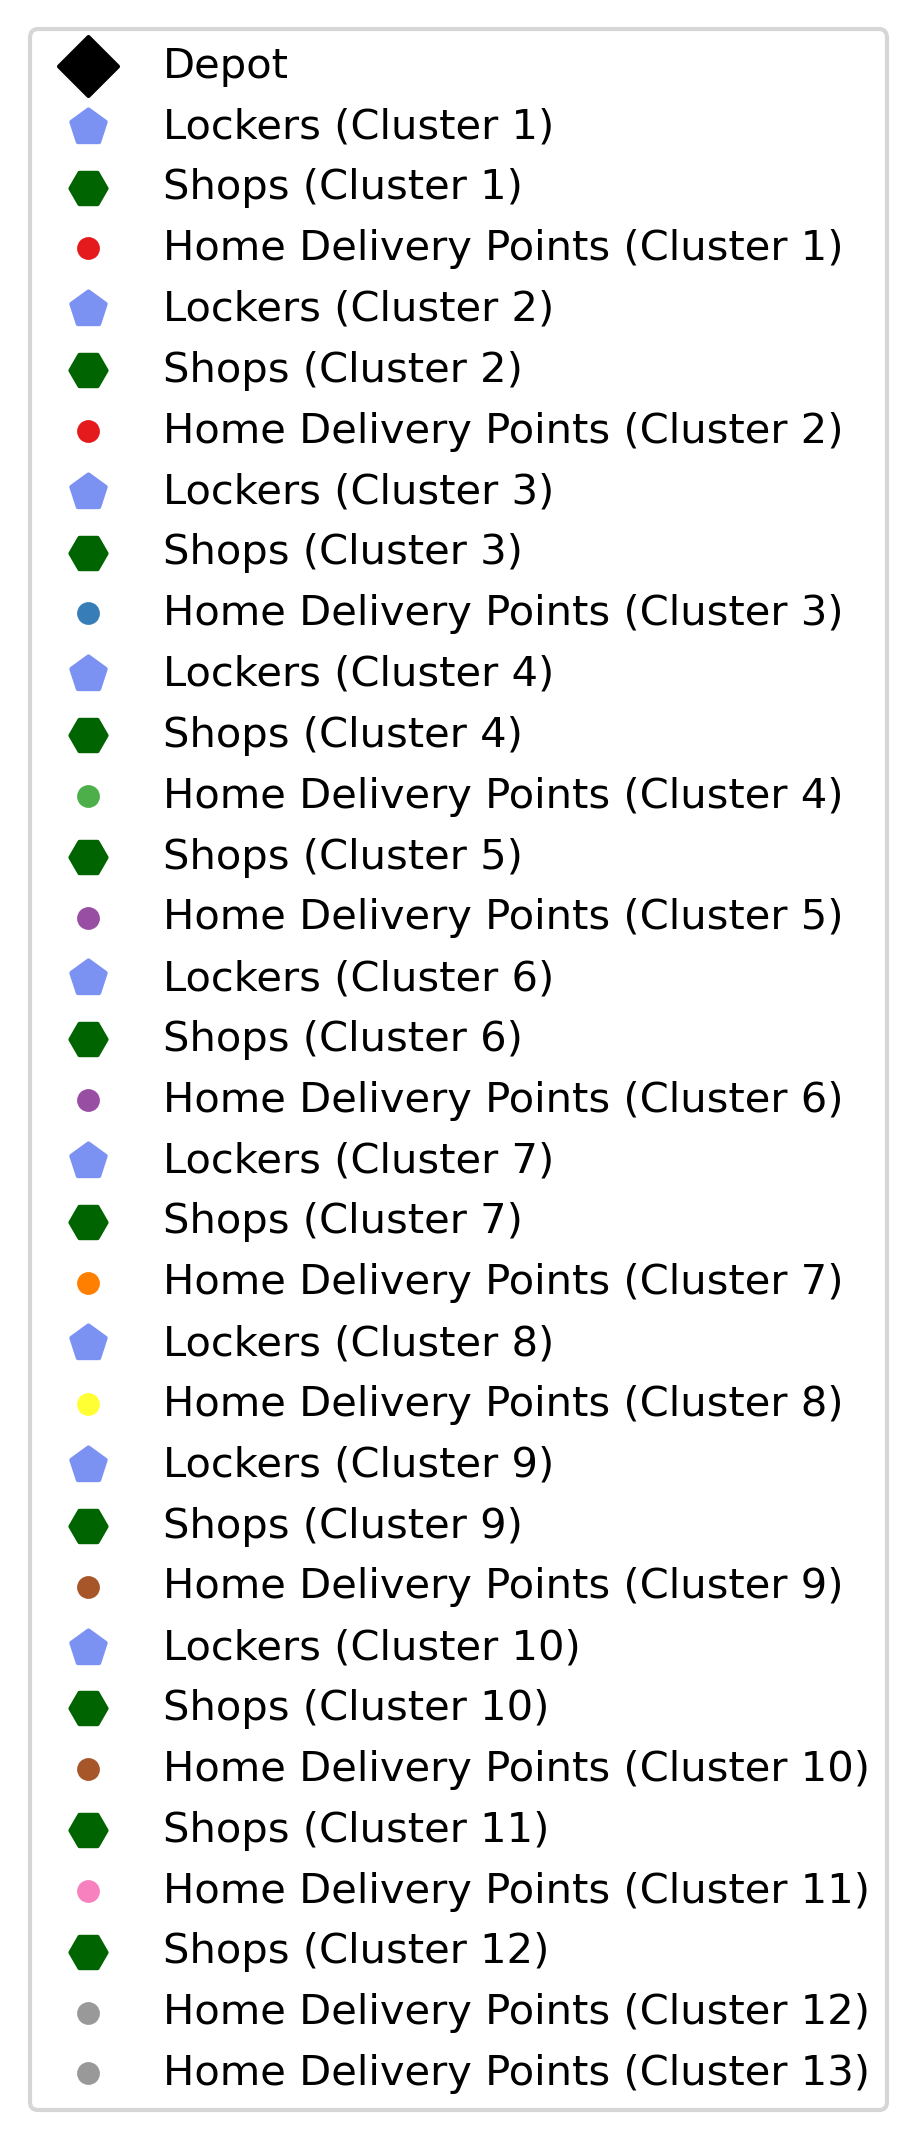 Depot
Lockers (Cluster 1)
Shops (Cluster 1)
Home Delivery Points (Cluster 1)
Lockers (Cluster 2)
Shops (Cluster 2)
Home Delivery Points (Cluster 2)
Lockers (Cluster 3)
Shops (Cluster 3)
Home Delivery Points (Cluster 3)
Lockers (Cluster 4)
Shops (Cluster 4)
Home Delivery Points (Cluster 4)
Shops (Cluster 5)
Home Delivery Points (Cluster 5)
Lockers (Cluster 6)
Shops (Cluster 6)
Home Delivery Points (Cluster 6)
Lockers (Cluster 7)
Shops (Cluster 7)
Home Delivery Points (Cluster 7)
Lockers (Cluster 8)
Home Delivery Points (Cluster 8)
Lockers (Cluster 9)
Shops (Cluster 9)
Home Delivery Points (Cluster 9)
Lockers (Cluster 10)
Shops (Cluster 10)
Home Delivery Points (Cluster 10)
Shops (Cluster 11)
Home Delivery Points (Cluster 11)
Shops (Cluster 12)
Home Delivery Points (Cluster 12)
Home Delivery Points (Cluster 13)